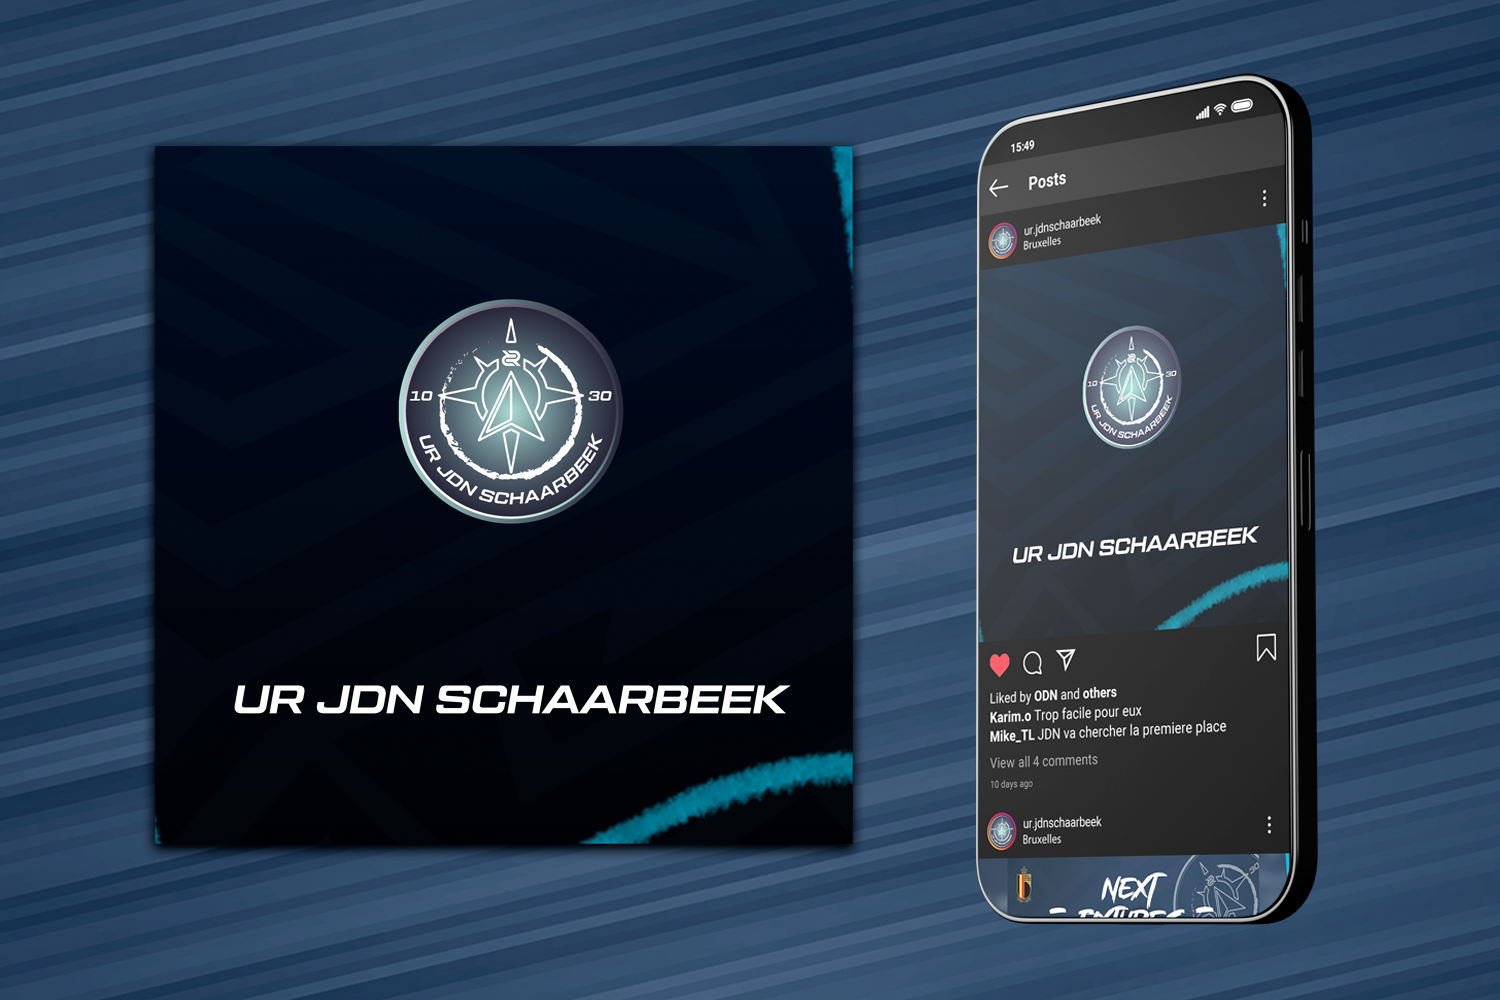 10 30
UR JDN SCHAARBEEK
UR JDN SCHAARBEEK
15:49
Posts
ur.jdnschaarbeek
Bruxelles
10 30
UR JDN SCHAARBEEK
UR JDN SCHAARBEEK
Liked by ODN and others
Karim.o Trop facile pour eux
Mike_TL JDN va chercher la premiere place
View all 4 comments
10 days ago
ur.jdnschaarbeek
Bruxelles
NEXT
30